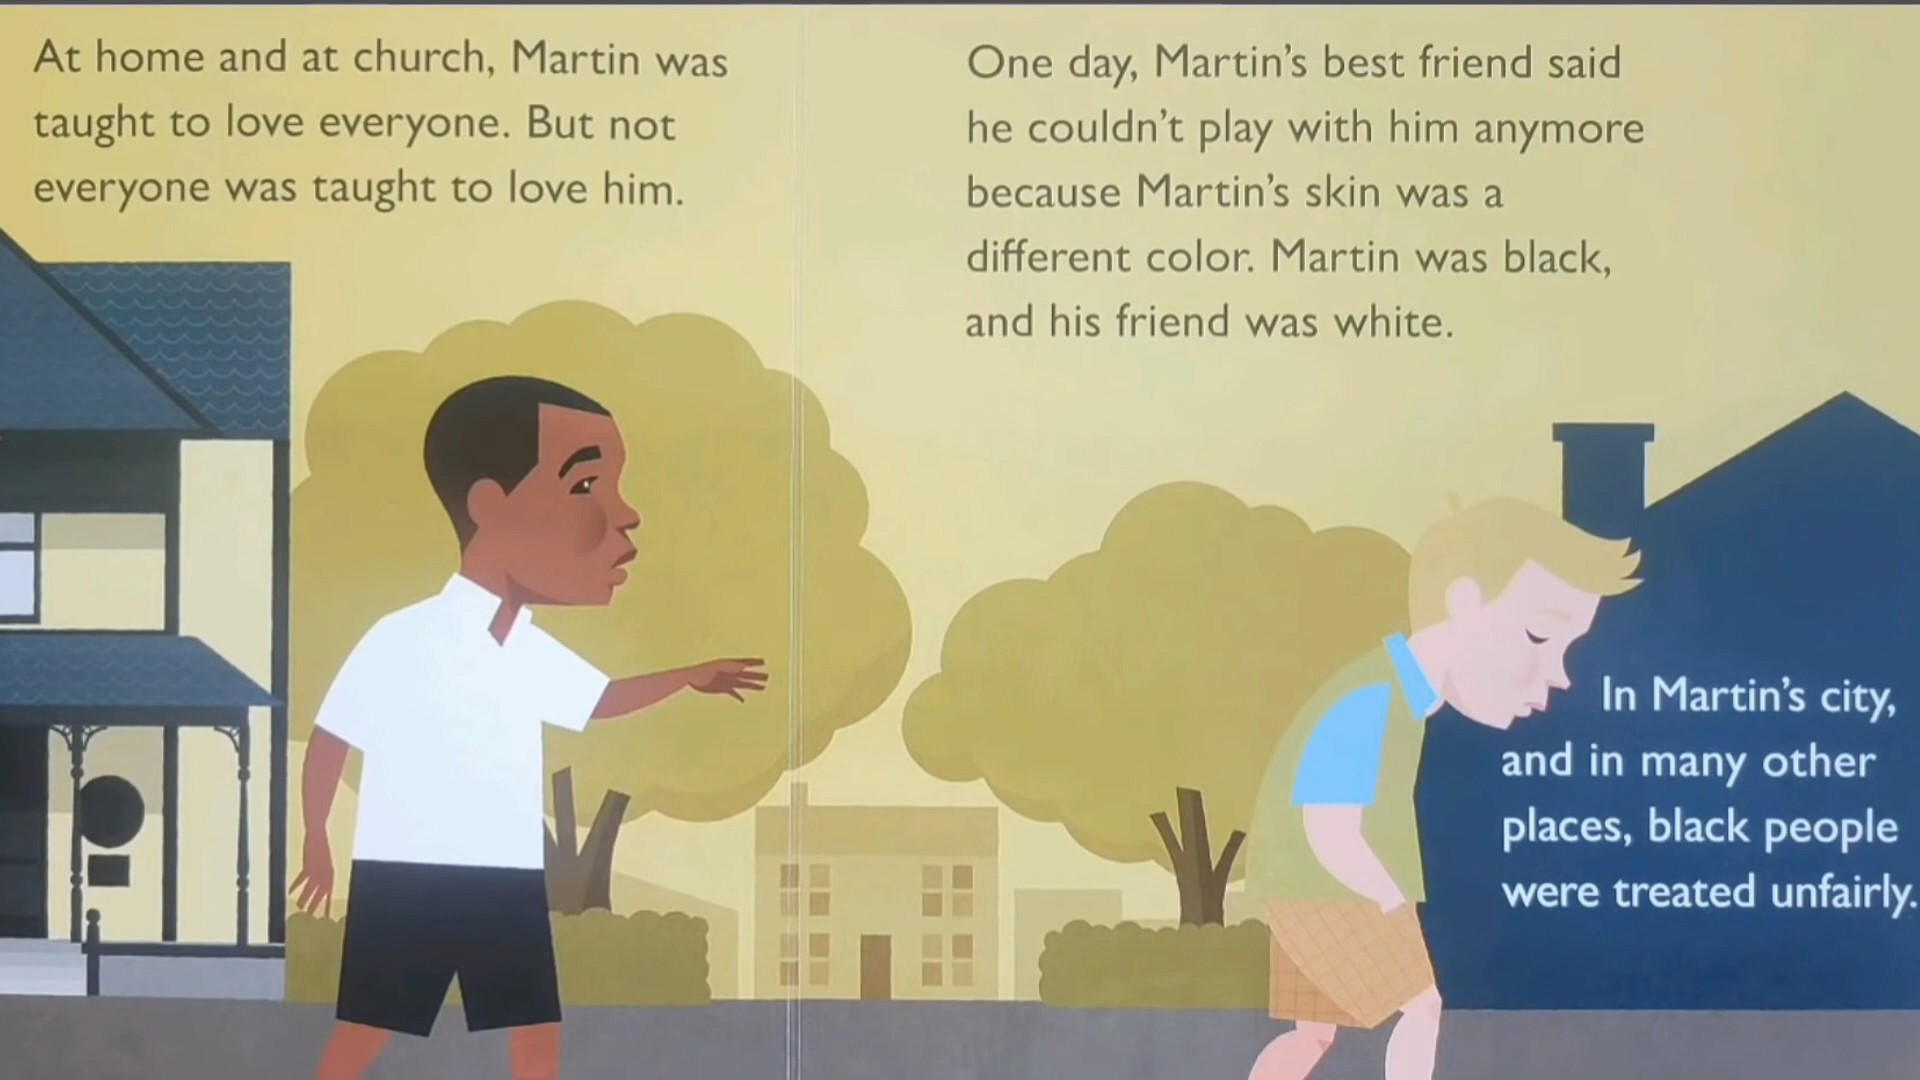 At home and at church, Martin was
taught to love everyone. But not
everyone was taught to love him.
One day, Martin's best friend said
he couldn't play with him anymore
because Martin's skin was a
different color. Martin was black,
and his friend was white.
In Martin's city,
and in many other
places, black people
were treated unfairly.